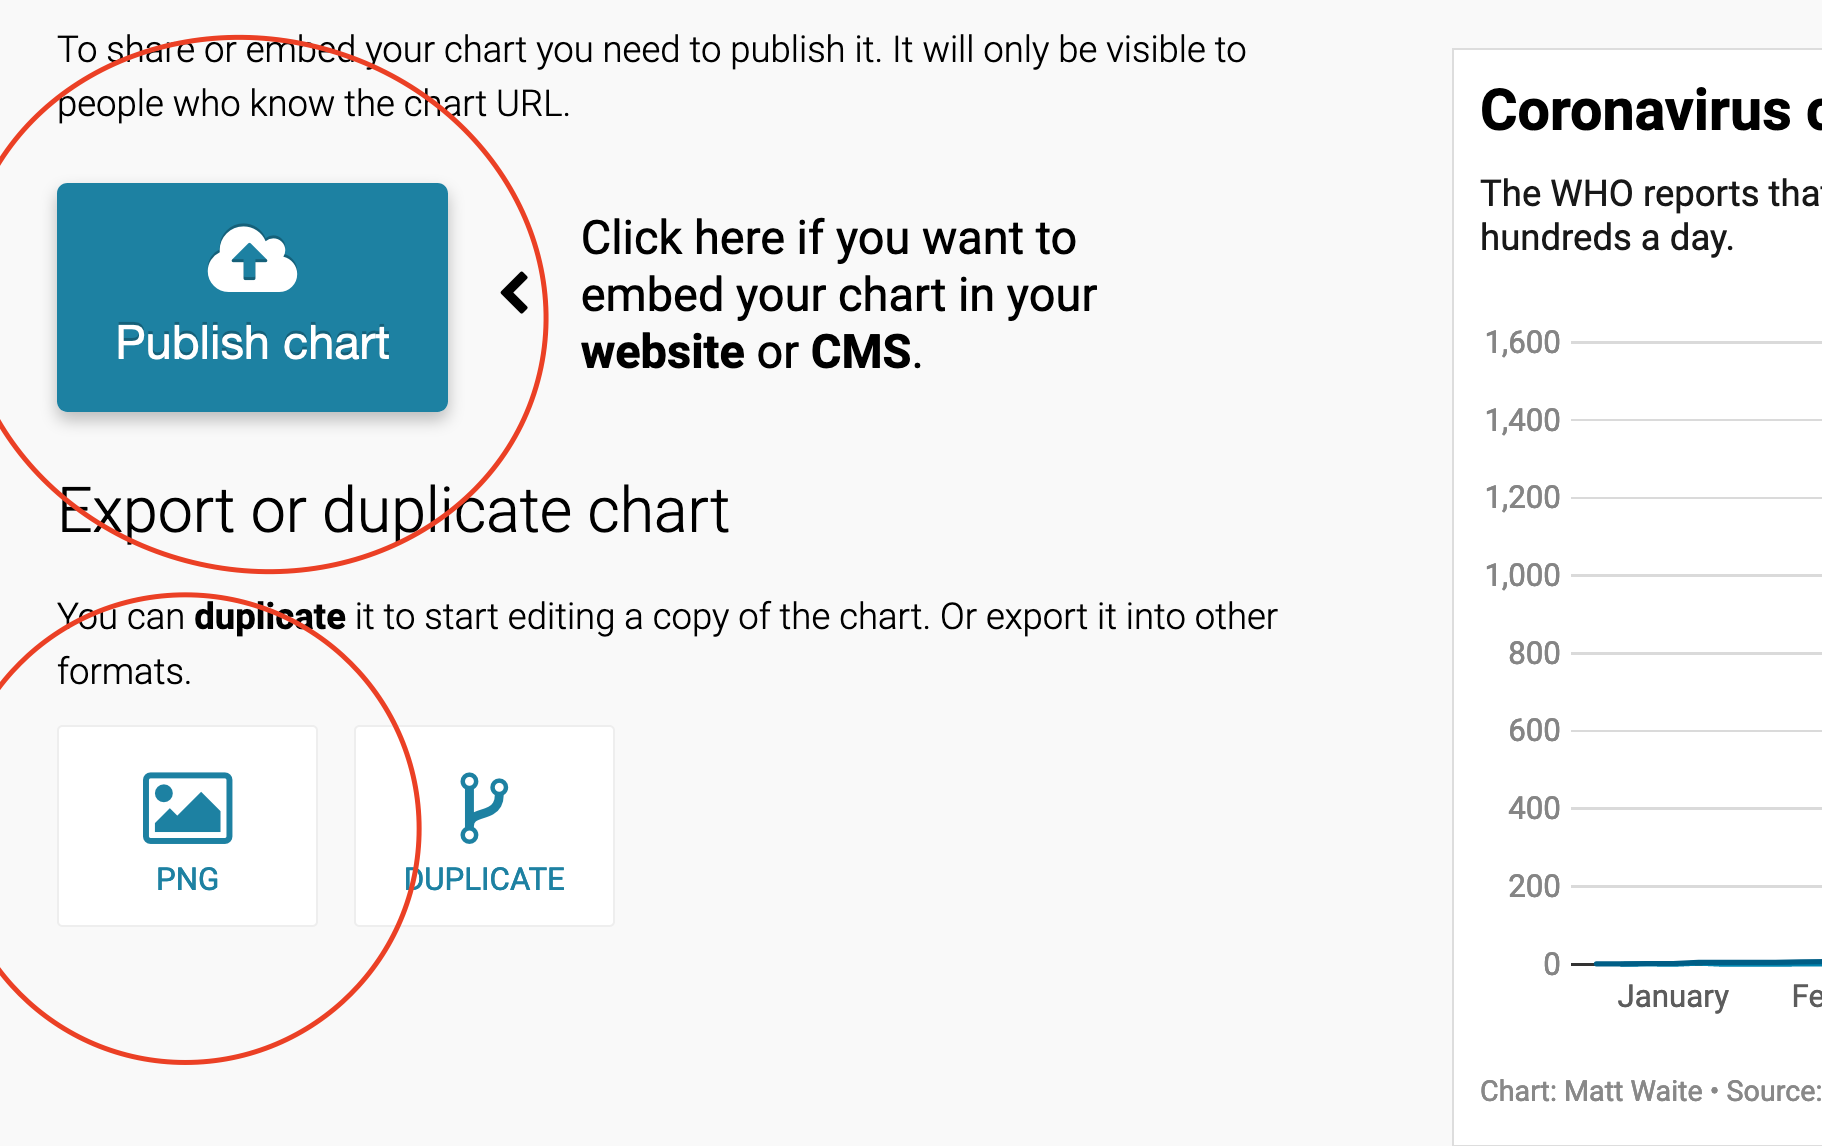 To share or embed your chart you need to publish it. It will only be visible to
people who know the chart URL.
Publish chart
Click here if you want to
embed your chart in your
website or CMS.
Export or duplicate chart
You can duplicate it to start editing a copy of the chart. Or export it into other
formats.
PNG
DUPLICATE
Coronavirus
The WHO reports
hundreds a day.
1,600
1,400
1,200
1,000
800
600
400
200
0
January
Chart: Matt Waite • Source: